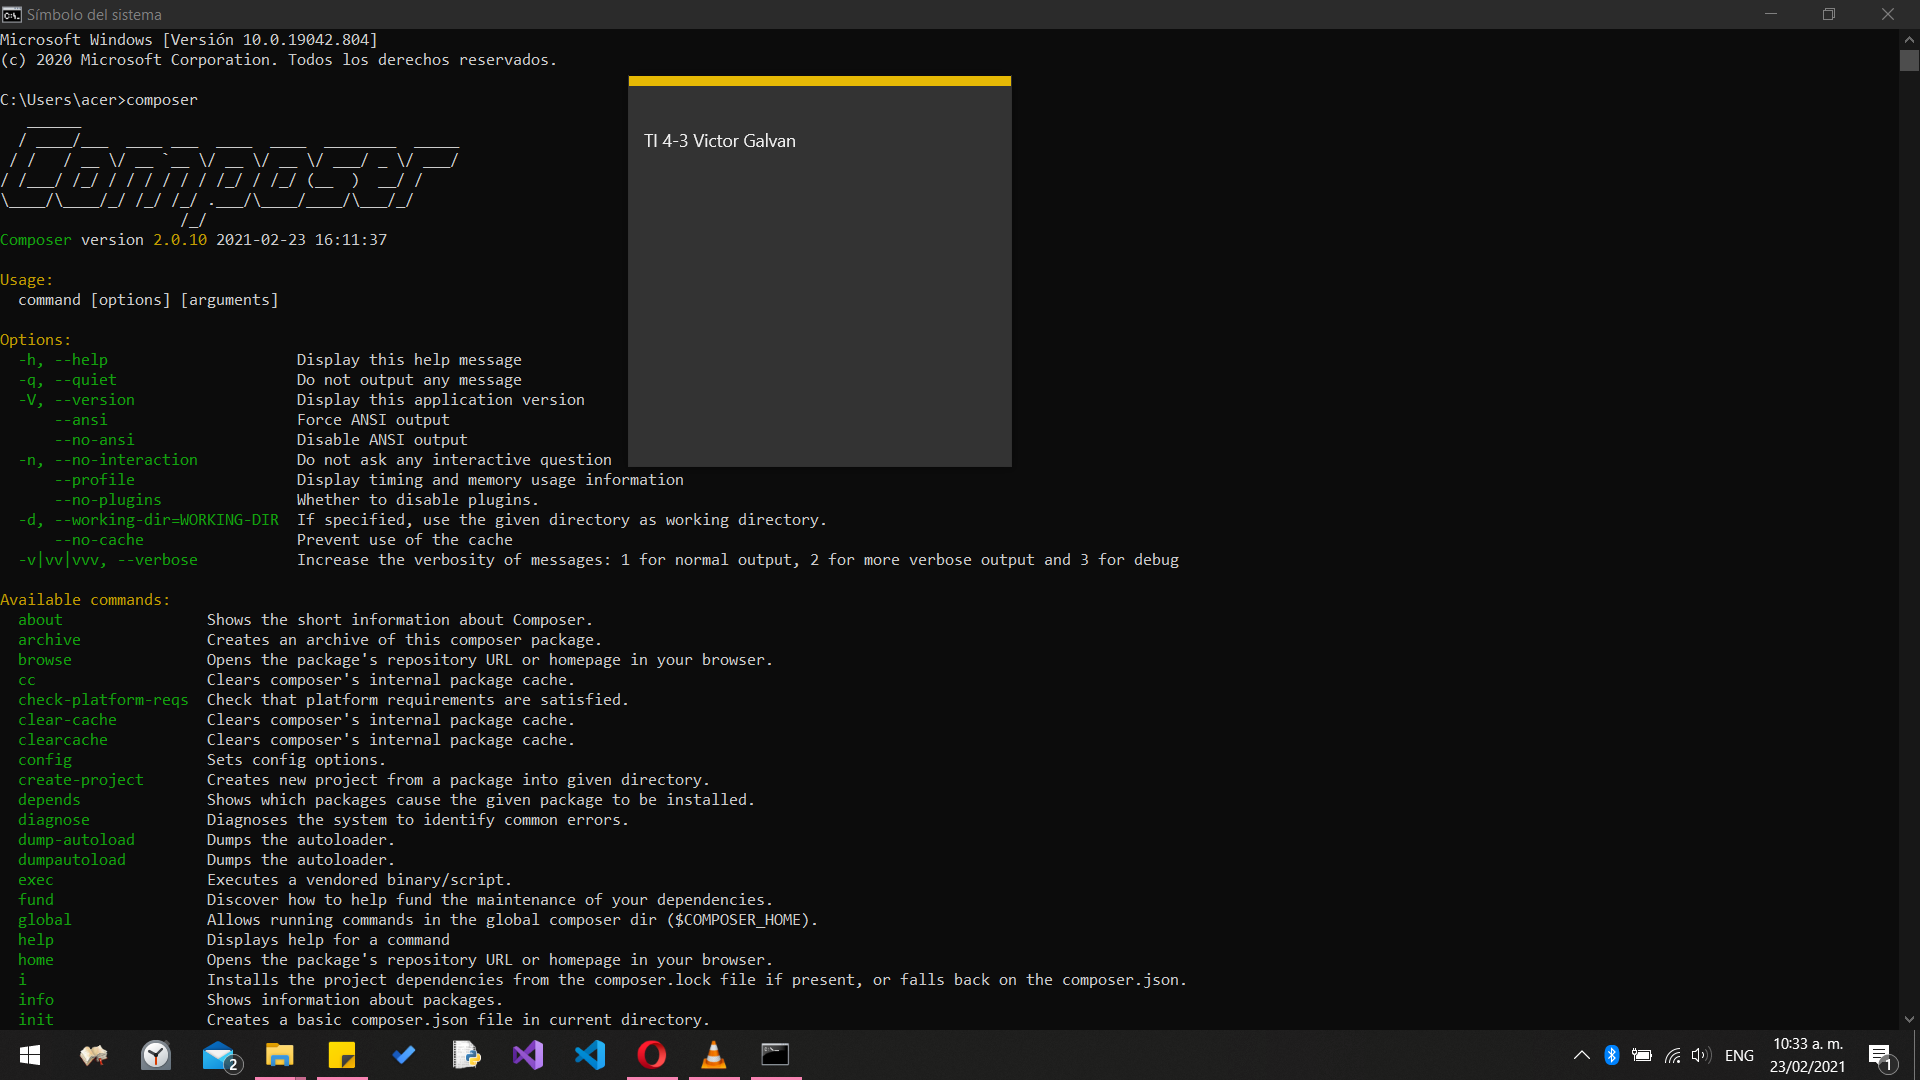 Símbolo del sistema
Microsoft Windows [Versión 10.0.19042.804]
(c) 2020 Microsoft Corporation. Todos los derechos reservados.
C:\Users\acer>composer
Composer
Composer version 2.0.10 2021-02-23 16:11:37
TI 4-3 Victor Galvan
Usage:
command [options] [arguments]
Options:
-h, --help Display this help message
-q, --quiet Do not output any message
-V, --version Display this application version
--ansi Force ANSI output
--no-ansi Disable ANSI output
-n, --no-interaction Do not ask any interactive question
--profile Display timing and memory usage information
--no-plugins Whether to disable plugins.
-d, --working-dir=WORKING-DIR If specified, use the given directory as working directory.
--no-cache Prevent use of the cache
-v|vv|vvv, --verbose Increase the verbosity of messages: 1 for normal output, 2 for more verbose output and 3 for debug
Available commands:
about Shows the short information about Composer.
archive Creates an archive of this composer package.
browse Opens the package's repository URL or homepage in your browser.
cc Clears composer's internal package cache.
check-platform-reqs Check that platform requirements are satisfied.
clear-cache Clears composer's internal package cache.
clearcache Clears composer's internal package cache.
config Sets config options.
create-project Creates new project from a package into given directory.
depends Shows which packages cause the given package to be installed.
diagnose Diagnoses the system to identify common errors.
dump-autoload Dumps the autoloader.
dumpautoload Dumps the autoloader.
exec Executes a vendored binary/script.
fund Discover how to help fund the maintenance of your dependencies.
global Allows running commands in the global composer dir ($COMPOSER_HOME).
help Displays help for a command
home Opens the package's repository URL or homepage in your browser.
i Installs the project dependencies from the composer.lock file if present, or falls back on the composer.json.
info Shows information about packages.
init Creates a basic composer.json file in current directory.
2
ENG
10:33 a. m.
23/02/2021
1